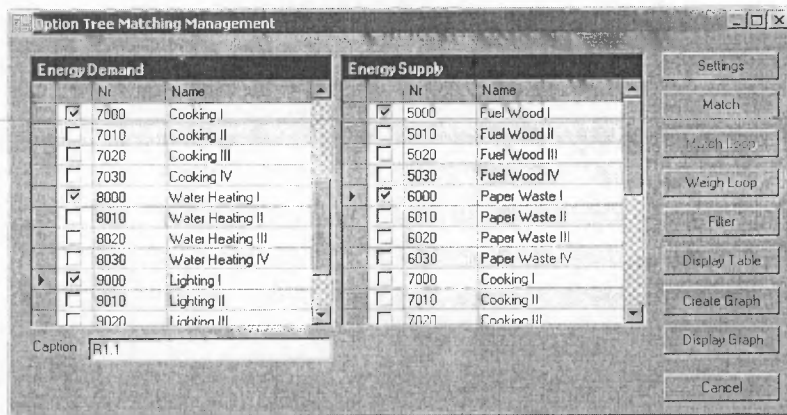 Option Tree Matching Management
Energy Demand
Nr Name
7000 Cooking I
7010 Cooking II
7020 Cooking III
7030 Cooking IV
8000 Water Heating I
8010 Water Heating II
8020 Water Heating III
8030 Water Heating IV
9000 Lighting I
9010 Lighting II
9020 Lighting III
Caption R1.1
Energy Supply
Nr Name
5000 Fuel Wood I
5010 Fuel Wood II
5020 Fuel Wood III
5030 Fuel Wood IV
6000 Paper Waste I
6010 Paper Waste II
6020 Paper Waste III
6030 Paper Waste IV
7000 Cooking I
7010 Cooking II
7020 Cooking III
Settings
Match
Match Loop
Weigh Loop
Filter
Display Table
Create Graph
Display Graph
Cancel